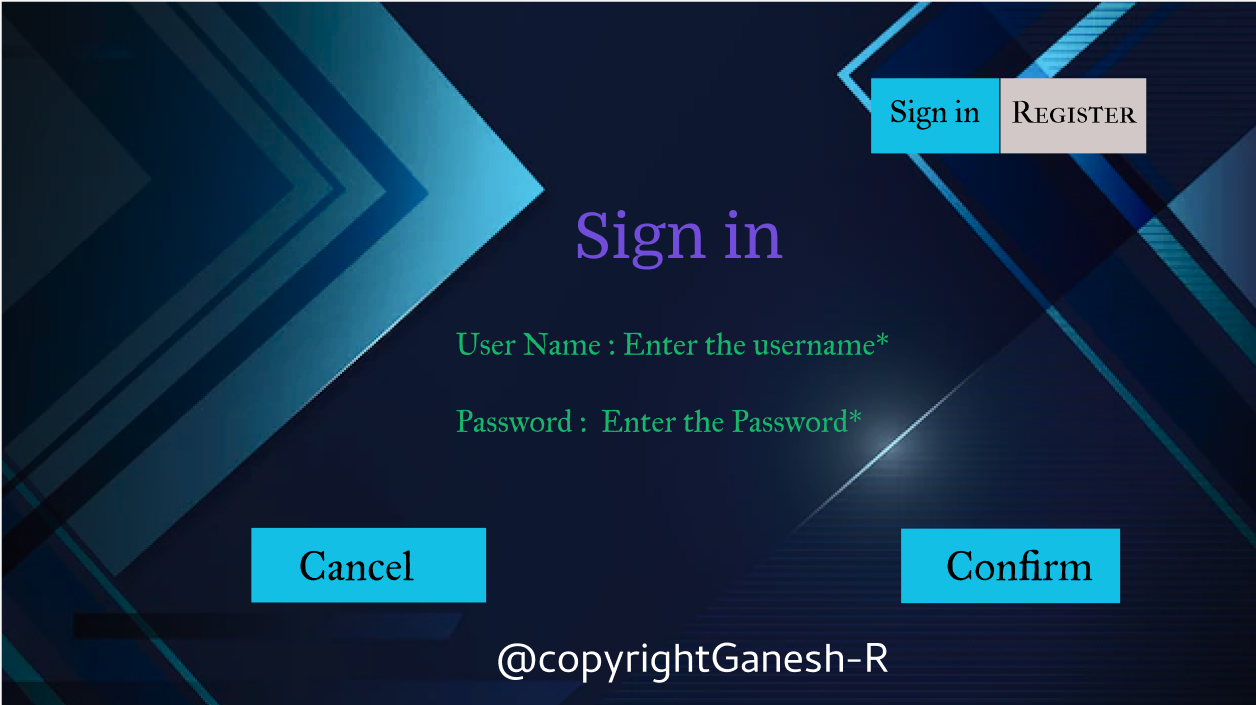 Sign in
Register
Sign in
User Name : Enter the username*
Password : Enter the Password*
Cancel
Confirm
@copyrightGanesh-R